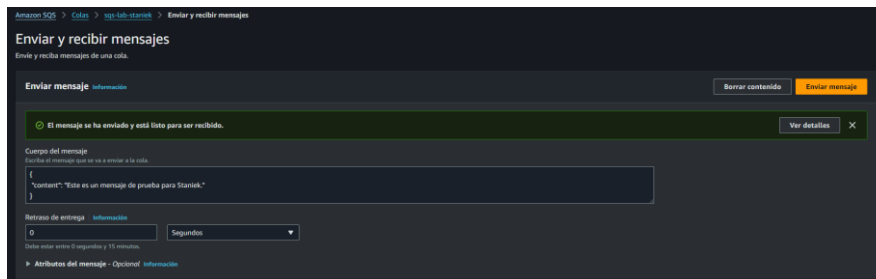 Amazon SQS > Colas > sqs-lab-staniek > Enviar y recibir mensajes
Enviar y recibir mensajes
Envíe y reciba mensajes de una cola.
Enviar mensaje Información
Borrar contenido
Enviar mensaje
El mensaje se ha enviado y está listo para ser recibido.
Ver detalles
Cuerpo del mensaje
Escriba el mensaje que se va a enviar a la cola.
{
"content": "Este es un mensaje de prueba para Staniek."
}
Retraso de entrega Información
0 Segundos
Debe estar entre 0 segundos y 15 minutos.
Atributos del mensaje - Opcional Información